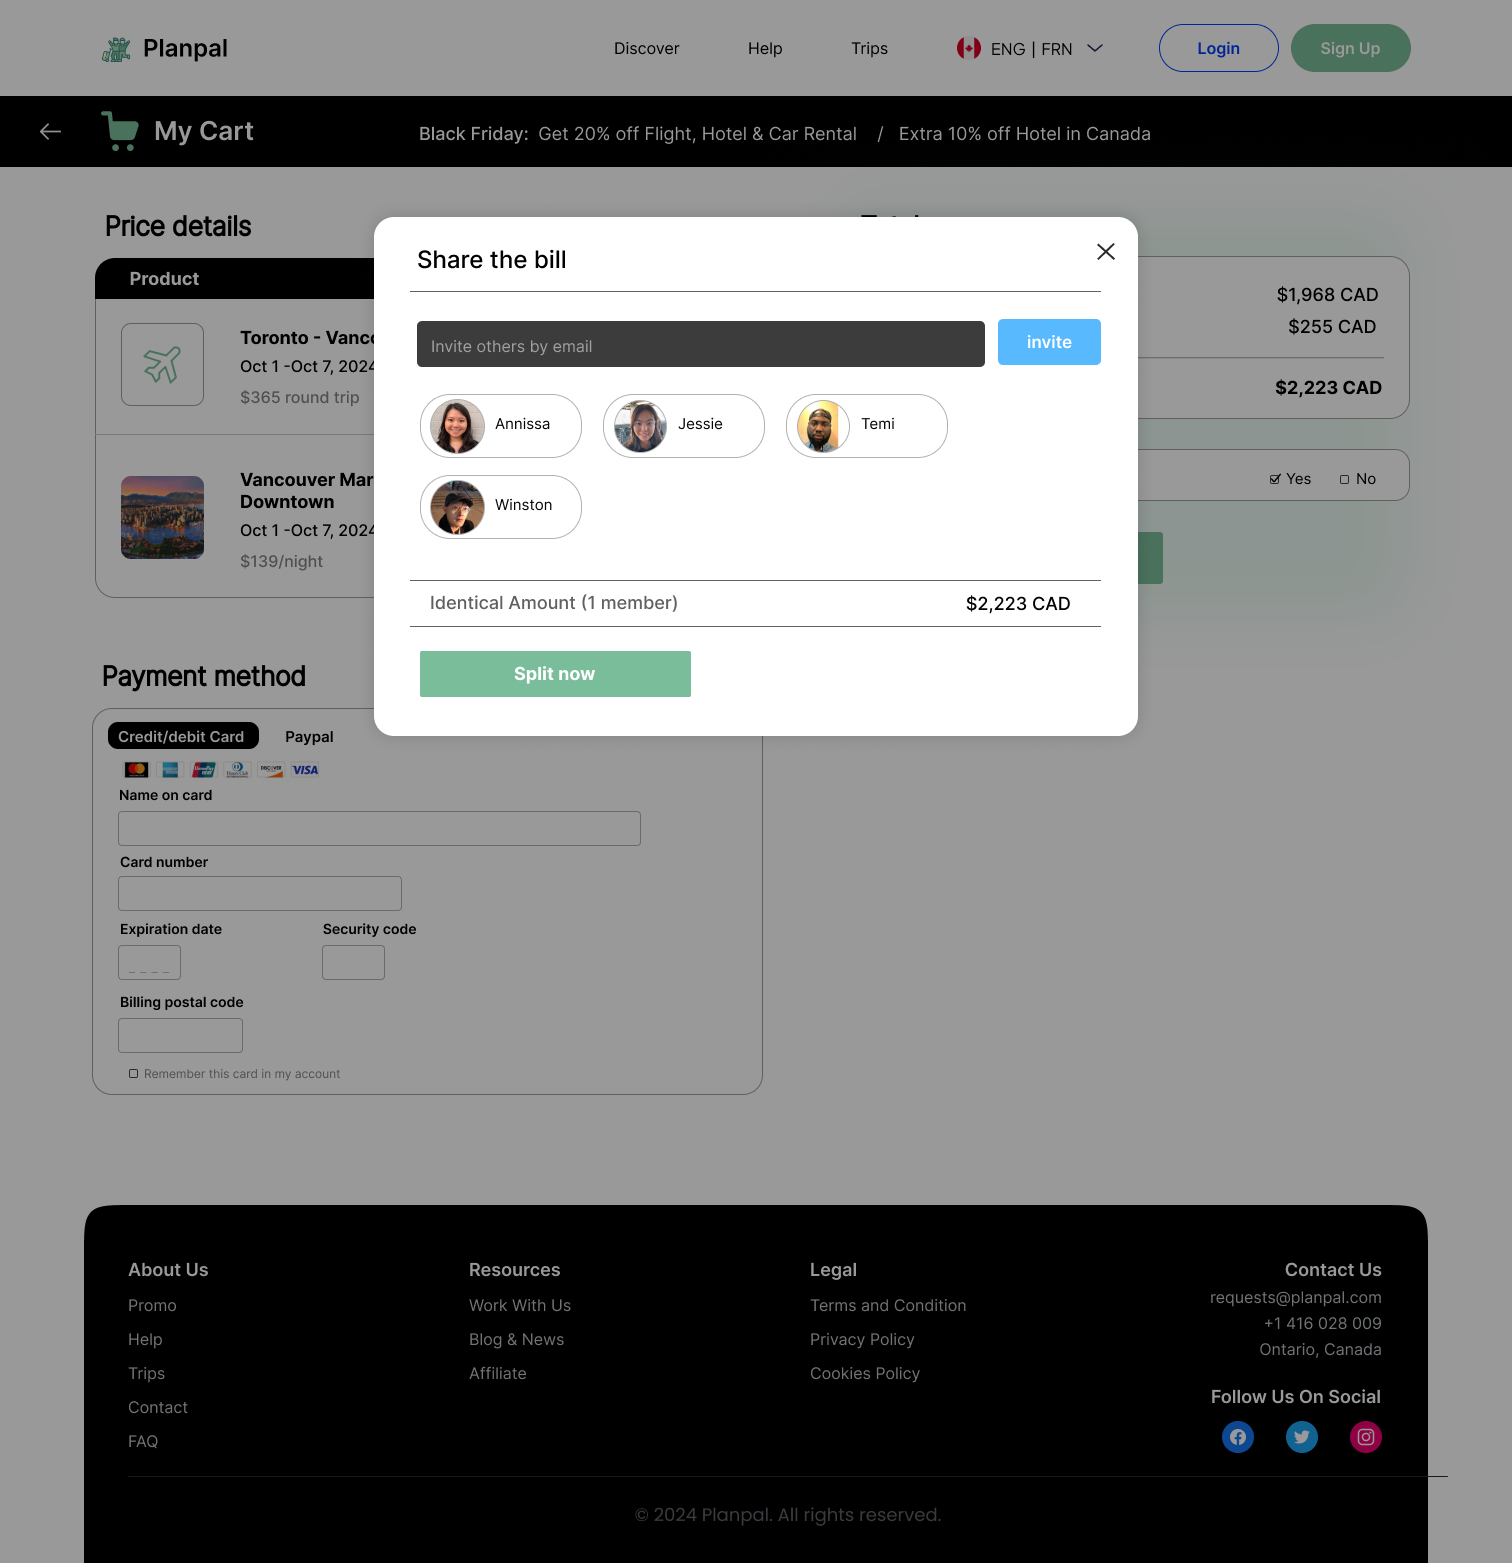 Planpal
Discover
Help
Trips
ENG | FRN
Login
Sign Up
My Cart
Black Friday: Get 20% off Flight, Hotel & Car Rental / Extra 10% off Hotel in Canada
Price details
Product
Toronto - Vanc
Oct 1 -Oct 7, 2024
$365 round trip
Vancouver Mar
Downtown
Oct 1 -Oct 7, 2024
$139/night
$1,968 CAD
$255 CAD
$2,223 CAD
Yes
No
Share the bill
Invite others by email
invite
Annissa
Jessie
Temi
Winston
Identical Amount (1 member)
$2,223 CAD
Split now
Payment method
Credit/debit Card
Paypal
DISCOVER
VISA
Name on card
Card number
Expiration date
Security code
Billing postal code
Remember this card in my account
About Us
Promo
Help
Trips
Contact
FAQ
Resources
Work With Us
Blog & News
Affiliate
Legal
Terms and Condition
Privacy Policy
Cookies Policy
Contact Us
requests@planpal.com
+1 416 028 009
Ontario, Canada
Follow Us On Social
© 2024 Planpal. All rights reserved.